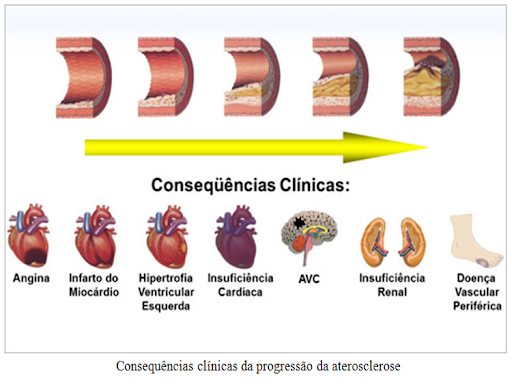 Conseqüências Clínicas:
Angina
Infarto do
Miocárdio
Hipertrofia
Ventricular
Esquerda
Insuficiência
Cardíaca
AVC
Insuficiência
Renal
Doença
Vascular
Periférica
Consequências clínicas da progressão da aterosclerose